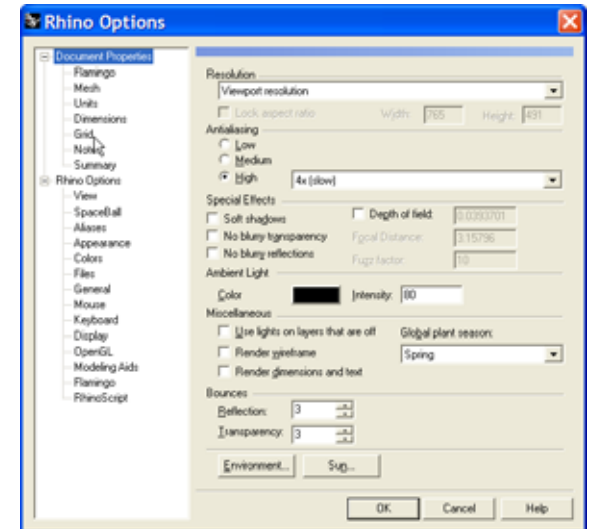 Rhino Options
Document Properties
Flamingo
Mesh
Units
Dimensions
Grid
Notes
Summary
Rhino Options
View
SpaceBall
Aliases
Appearance
Colors
Files
General
Mouse
Keyboard
Display
OpenGL
Modeling Aids
Flamingo
RhinoScript
Resolution
Viewport resolution
Lock aspect ratio Width: 765 Height: 491
Antialiasing
Low
Medium
High 4x (slow)
Special Effects
Soft shadows Depth of field: 0.0393701
No blurry transparency Focal Distance: 3.15796
No blurry reflections Fuzz factor: 10
Ambient Light
Color Intensity: 80
Miscellaneous
Use lights on layers that are off Global plant season:
Render wireframe Spring
Render dimensions and text
Bounces
Reflection: 3
Transparency: 3
Environment... Sun...
OK Cancel Help